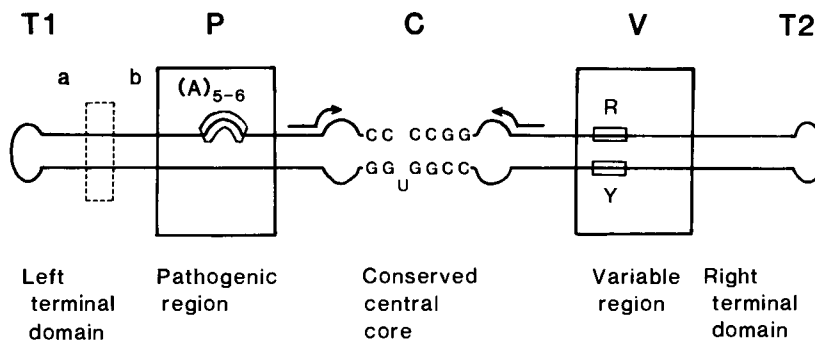 T1 P C V T2
a b (A)5-6 R
CC CCGG
GG GGCC
U
Y
Left Pathogenic Conserved Variable Right
terminal region central region terminal
domain core domain